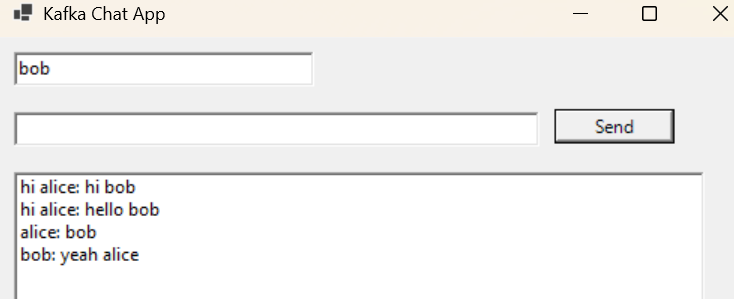 Kafka Chat App
bob
Send
hi alice: hi bob
hi alice: hello bob
alice: bob
bob: yeah alice